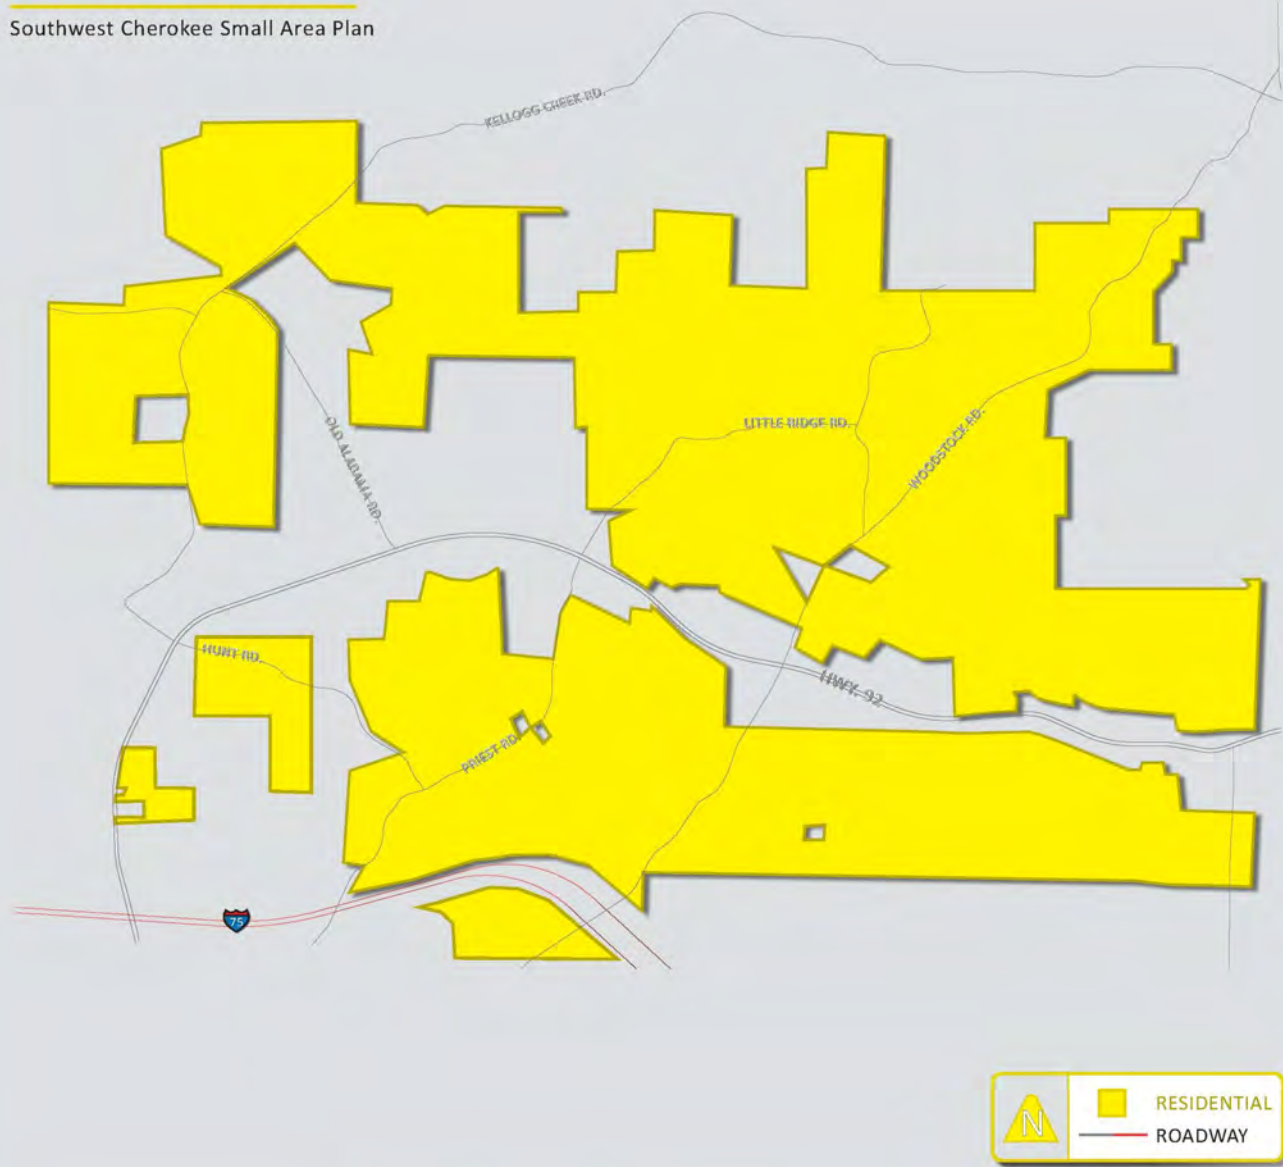 Southwest Cherokee Small Area Plan
KELLOGG CREEK RD.
LITTLE RIDGE RD.
WOODSTOCK RD.
OLD ALABAMA RD.
HUNT RD.
HWY. 92
PRIEST RD.
75
N
RESIDENTIAL
ROADWAY